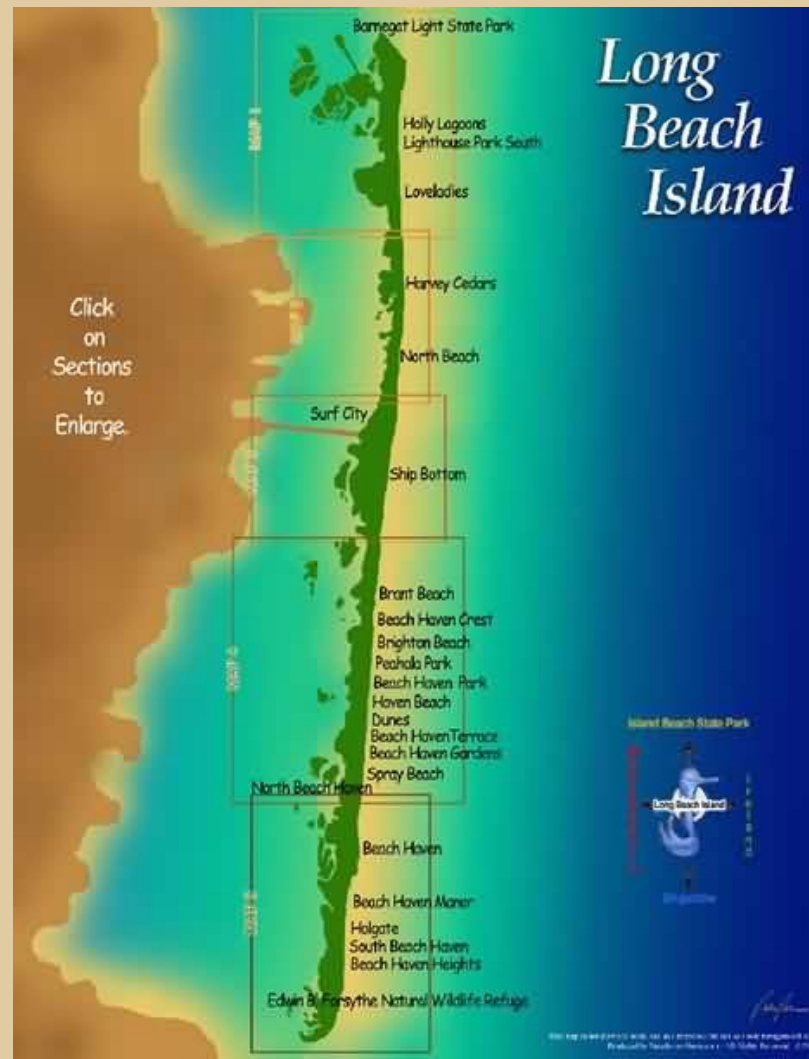 Long
Beach
Island
Barnegat Light State Park
Holly Lagoons
Lighthouse Park South
Loveladies
Harvey Cedars
North Beach
Click
on
Sections
to
Enlarge.
Surf City
Ship Bottom
Brant Beach
Beach Haven Crest
Brighton Beach
Peahala Park
Beach Haven Park
Haven Beach
Dunes
Beach Haven Terrace
Beach Haven Gardens
Spray Beach
North Beach Haven
Island Beach State Park
Long Beach Island
Beach Haven
Beach Haven Manor
Holgate
South Beach Haven
Beach Haven Heights
Edwin B. Forsythe Natural Wildlife Refuge